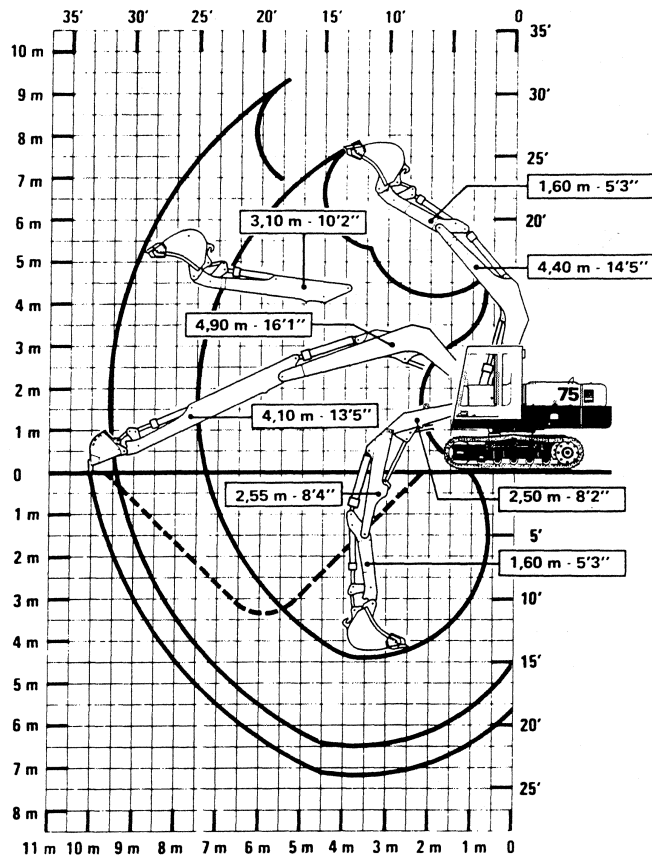 35' 30' 20' 15' 10' 0
35'
10 m
9 m
30'
8 m
25'
7 m
1,60 m - 5'3''
6 m
3,10 m - 10'2''
20'
5 m
4,40 m - 14'5''
4 m
4,90 m - 16'1''
3 m
2 m
75
4,10 m - 13'5''
1 m
0
2,55 m - 8'4''
2,50 m - 8'2''
1 m
5'
2 m
1,60 m - 5'3''
3 m
10'
4 m
15'
5 m
6 m
20'
7 m
25'
8 m
11 m 10 m 9 m 8 m 7 m 6 m 5 m 4 m 3 m 2 m 1 m 0